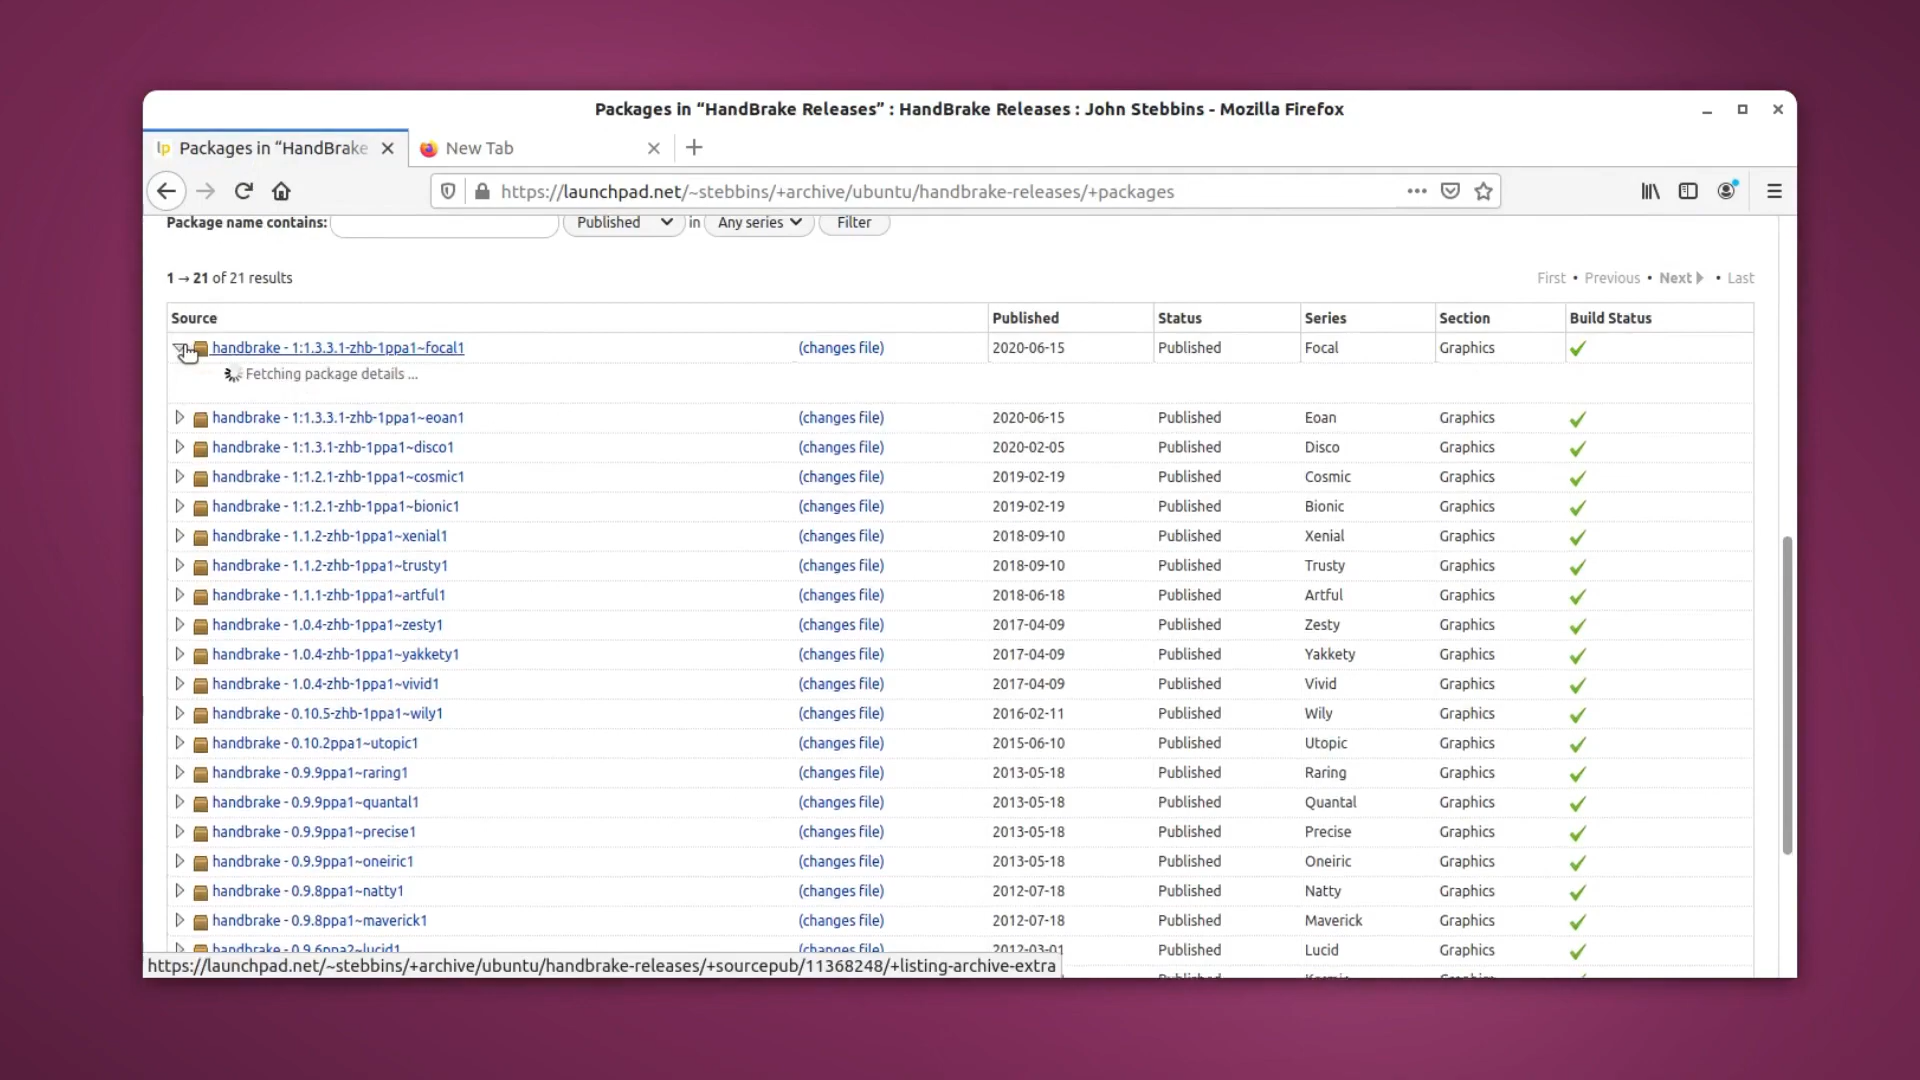 Packages in “HandBrake Releases” : HandBrake Releases : John Stebbins - Mozilla Firefox
lp Packages in “HandBrake New Tab
https://launchpad.net/~stebbins/+archive/ubuntu/handbrake-releases/+packages
Package name contains: Published in Any series Filter
1 → 21 of 21 results First • Previous • Next • Last
Source Published Status Series Section Build Status
handbrake - 1:1.3.3.1-zhb-1ppa1~focal1 (changes file) 2020-06-15 Published Focal Graphics
Fetching package details ...
handbrake - 1:1.3.3.1-zhb-1ppa1~eoan1 (changes file) 2020-06-15 Published Eoan Graphics
handbrake - 1:1.3.1-zhb-1ppa1~disco1 (changes file) 2020-02-05 Published Disco Graphics
handbrake - 1:1.2.1-zhb-1ppa1~cosmic1 (changes file) 2019-02-19 Published Cosmic Graphics
handbrake - 1:1.2.1-zhb-1ppa1~bionic1 (changes file) 2019-02-19 Published Bionic Graphics
handbrake - 1.1.2-zhb-1ppa1~xenial1 (changes file) 2018-09-10 Published Xenial Graphics
handbrake - 1.1.2-zhb-1ppa1~trusty1 (changes file) 2018-09-10 Published Trusty Graphics
handbrake - 1.1.1-zhb-1ppa1~artful1 (changes file) 2018-06-18 Published Artful Graphics
handbrake - 1.0.4-zhb-1ppa1~zesty1 (changes file) 2017-04-09 Published Zesty Graphics
handbrake - 1.0.4-zhb-1ppa1~yakkety1 (changes file) 2017-04-09 Published Yakkety Graphics
handbrake - 1.0.4-zhb-1ppa1~vivid1 (changes file) 2017-04-09 Published Vivid Graphics
handbrake - 0.10.5-zhb-1ppa1~wily1 (changes file) 2016-02-11 Published Wily Graphics
handbrake - 0.10.2ppa1~utopic1 (changes file) 2015-06-10 Published Utopic Graphics
handbrake - 0.9.9ppa1~raring1 (changes file) 2013-05-18 Published Raring Graphics
handbrake - 0.9.9ppa1~quantal1 (changes file) 2013-05-18 Published Quantal Graphics
handbrake - 0.9.9ppa1~precise1 (changes file) 2013-05-18 Published Precise Graphics
handbrake - 0.9.9ppa1~oneiric1 (changes file) 2013-05-18 Published Oneiric Graphics
handbrake - 0.9.8ppa1~natty1 (changes file) 2012-07-18 Published Natty Graphics
handbrake - 0.9.8ppa1~maverick1 (changes file) 2012-07-18 Published Maverick Graphics
handbrake - 0.9.6ppa2~lucid1 (changes file) 2012-03-01 Published Lucid Graphics
https://launchpad.net/~stebbins/+archive/ubuntu/handbrake-releases/+sourcepub/11368248/+listing-archive-extra